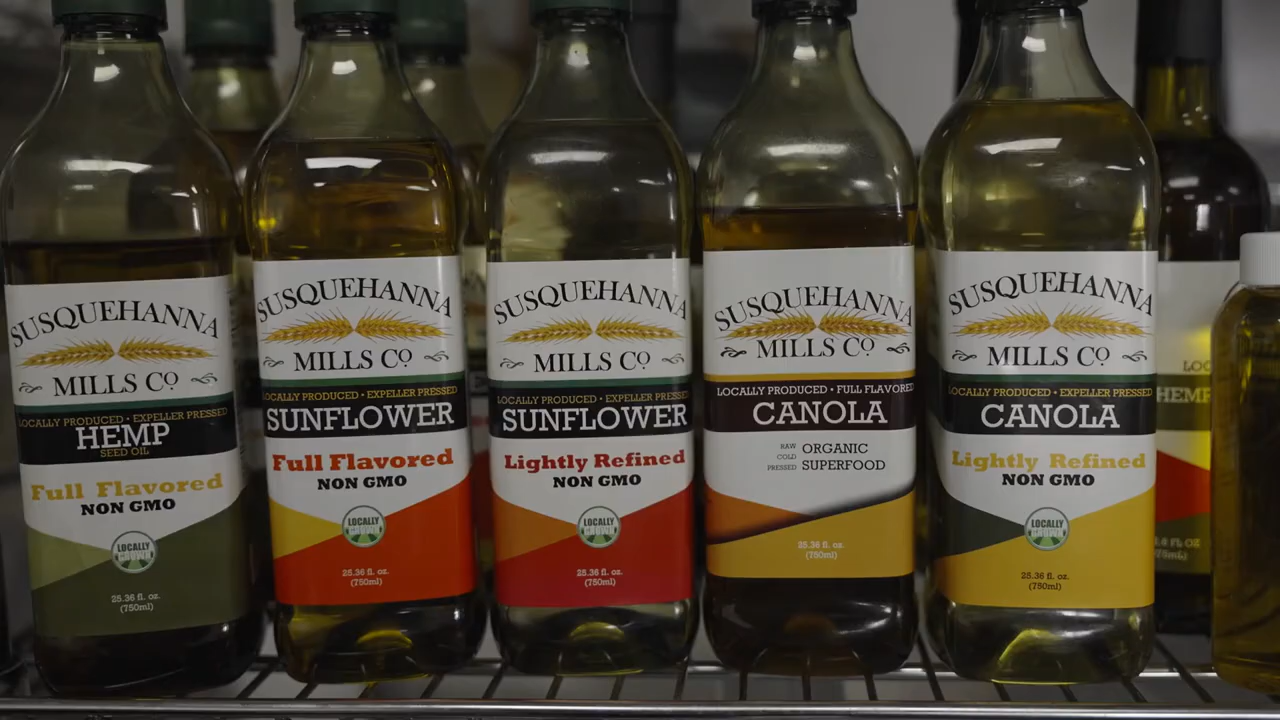 SUSQUEHANNA
MILLS Cº
LOCALLY PRODUCED • EXPELLER PRESSED
HEMP
SEED OIL
Full Flavored
NON GMO
LOCALLY
GROWN
25.36 fl. oz.
(750ml)
SUSQUEHANNA
MILLS Cº
LOCALLY PRODUCED • EXPELLER PRESSED
SUNFLOWER
Full Flavored
NON GMO
LOCALLY
GROWN
25.36 fl. oz.
(750ml)
SUSQUEHANNA
MILLS Cº
LOCALLY PRODUCED • EXPELLER PRESSED
SUNFLOWER
Lightly Refined
NON GMO
LOCALLY
GROWN
25.36 fl. oz.
(750ml)
SUSQUEHANNA
MILLS Cº
LOCALLY PRODUCED • FULL FLAVORED
CANOLA
RAW
COLD
PRESSED
ORGANIC
SUPERFOOD
25.36 fl. oz.
(750ml)
SUSQUEHANNA
MILLS Cº
LOCALLY PRODUCED • EXPELLER PRESSED
CANOLA
Lightly Refined
NON GMO
LOCALLY
GROWN
25.36 fl. oz.
(750ml)
HEMP